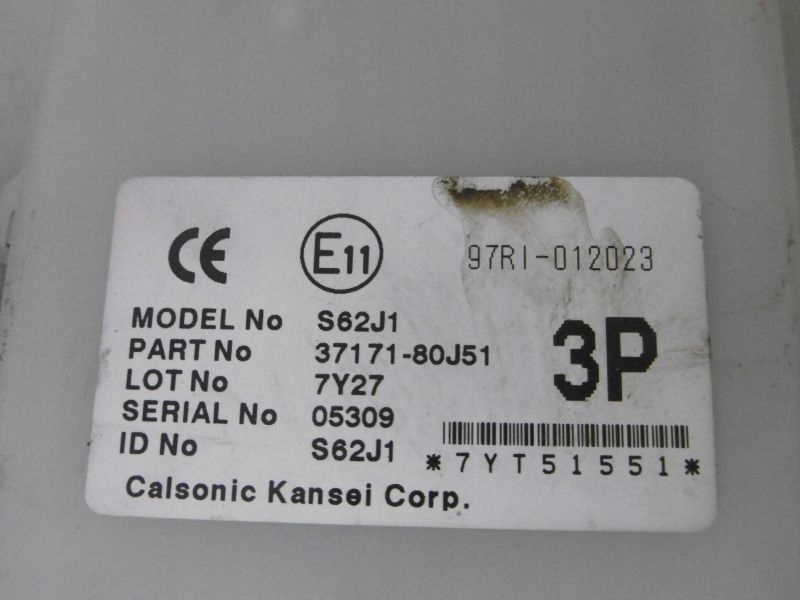 CE E11 97RI-012023
MODEL No S62J1
PART No 37171-80J51
LOT No 7Y27
SERIAL No 05309
ID No S62J1
3P
*7YT51551*
Calsonic Kansei Corp.